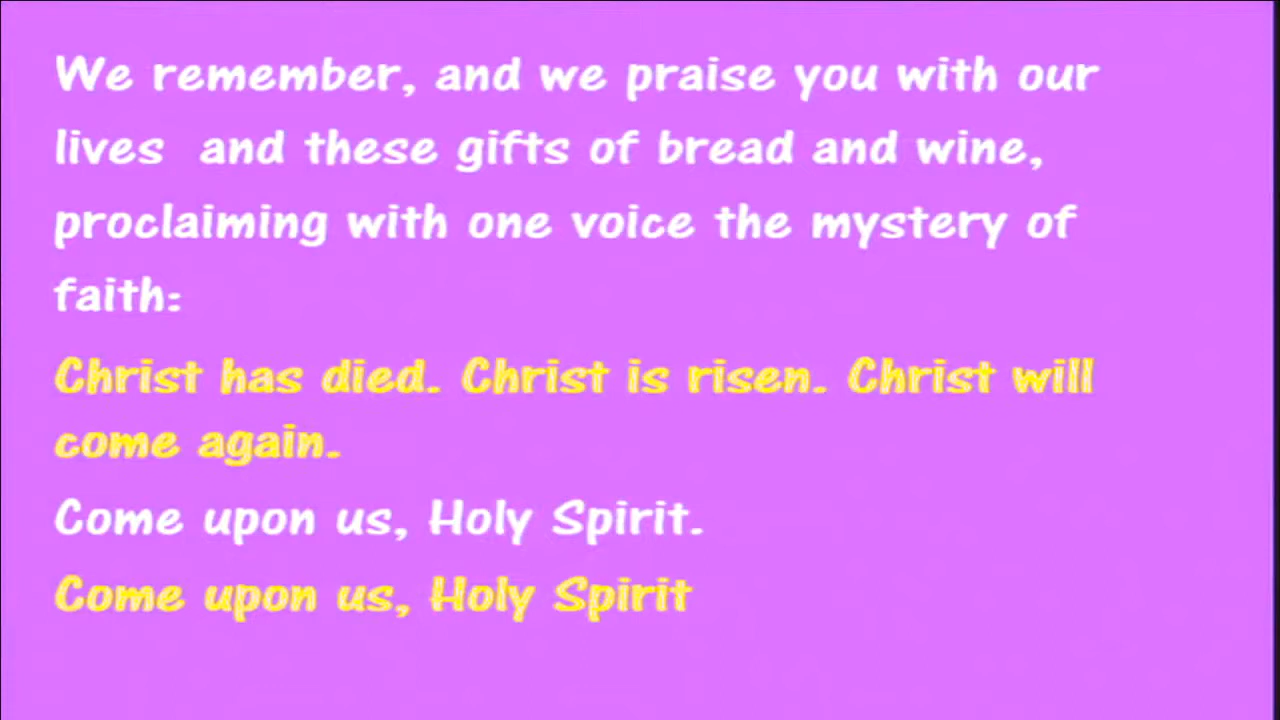 We remember, and we praise you with our
lives  and these gifts of bread and wine,
proclaiming with one voice the mystery of
faith:
Christ has died. Christ is risen. Christ will
come again.
Come upon us, Holy Spirit.
Come upon us, Holy Spirit